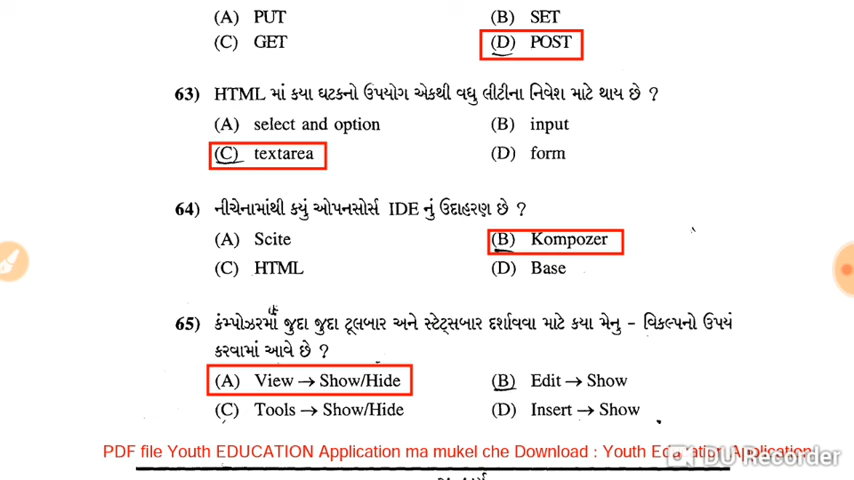 (A) PUT (B) SET
(C) GET (D) POST
63) HTML માં કયા ઘટકનો ઉપયોગ એકથી વધુ લીટીના નિવેશ માટે થાય છે ?
(A) select and option (B) input
(C) textarea (D) form
64) નીચેનામાંથી કયું ઓપનસોર્સ IDE નું ઉદાહરણ છે ?
(A) Scite (B) Kompozer
(C) HTML (D) Base
65) કંમ્પોઝરમાં જુદા જુદા ટૂલબાર અને સ્ટેટ્સબાર દર્શાવવા માટે કયા મેનુ - વિકલ્પનો ઉપયં
કરવામાં આવે છે ?
(A) View → Show/Hide (B) Edit → Show
(C) Tools → Show/Hide (D) Insert → Show
PDF file Youth EDUCATION Application ma mukel che Download : Youth Education Application
DU Recorder